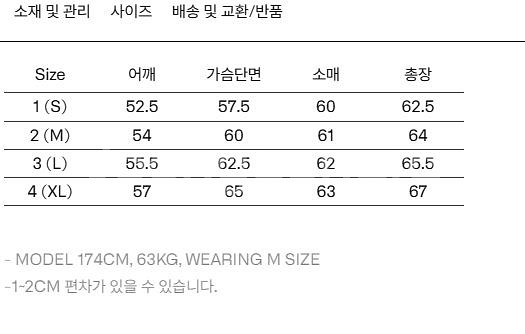 소재 및 관리 사이즈 배송 및 교환/반품
Size 어깨 가슴단면 소매 총장
1 (S) 52.5 57.5 60 62.5
2 (M) 54 60 61 64
3 (L) 55.5 62.5 62 65.5
4 (XL) 57 65 63 67
- MODEL 174CM, 63KG, WEARING M SIZE
-1~2CM 편차가 있을 수 있습니다.